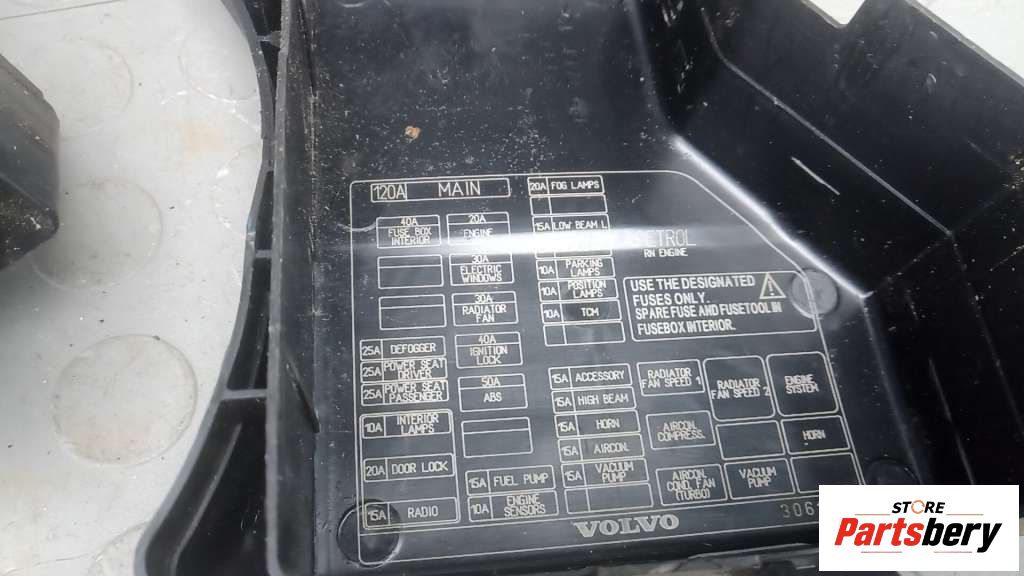 120A MAIN
40A
FUSE BOX
INTERIOR
20A
ENGINE
30A
ELECTRIC
WINDOWS
30A
RADIATOR
FAN
40A
IGNITION
LOCK
50A
ABS
25A DEFOGGER
25A POWER SEAT
DRIVER
25A POWER SEAT
PASSENGER
10A INTERIOR
LAMPS
20A DOOR LOCK
15A RADIO
15A FUEL PUMP
10A ENGINE
SENSORS
20A FOG LAMPS
15A LOW BEAM L
10A PARKING
LAMPS
10A POSITION
LAMPS
10A TCM
PETROL
RN ENGINE
USE THE DESIGNATED
FUSES ONLY.
SPARE FUSE AND FUSETOOL IN
FUSEBOX INTERIOR.
15A ACCESSORY
15A HIGH BEAM
15A HORN
15A AIRCON.
15A VACUUM
PUMP
RADIATOR
FAN SPEED 1
RADIATOR
FAN SPEED 2
ENGINE
SYSTEM
AIRCON.
COMPRESS.
HORN
AIRCON.
COND. FAN
(TURBO)
VACUUM
PUMP
VOLVO
STORE
Partsbery